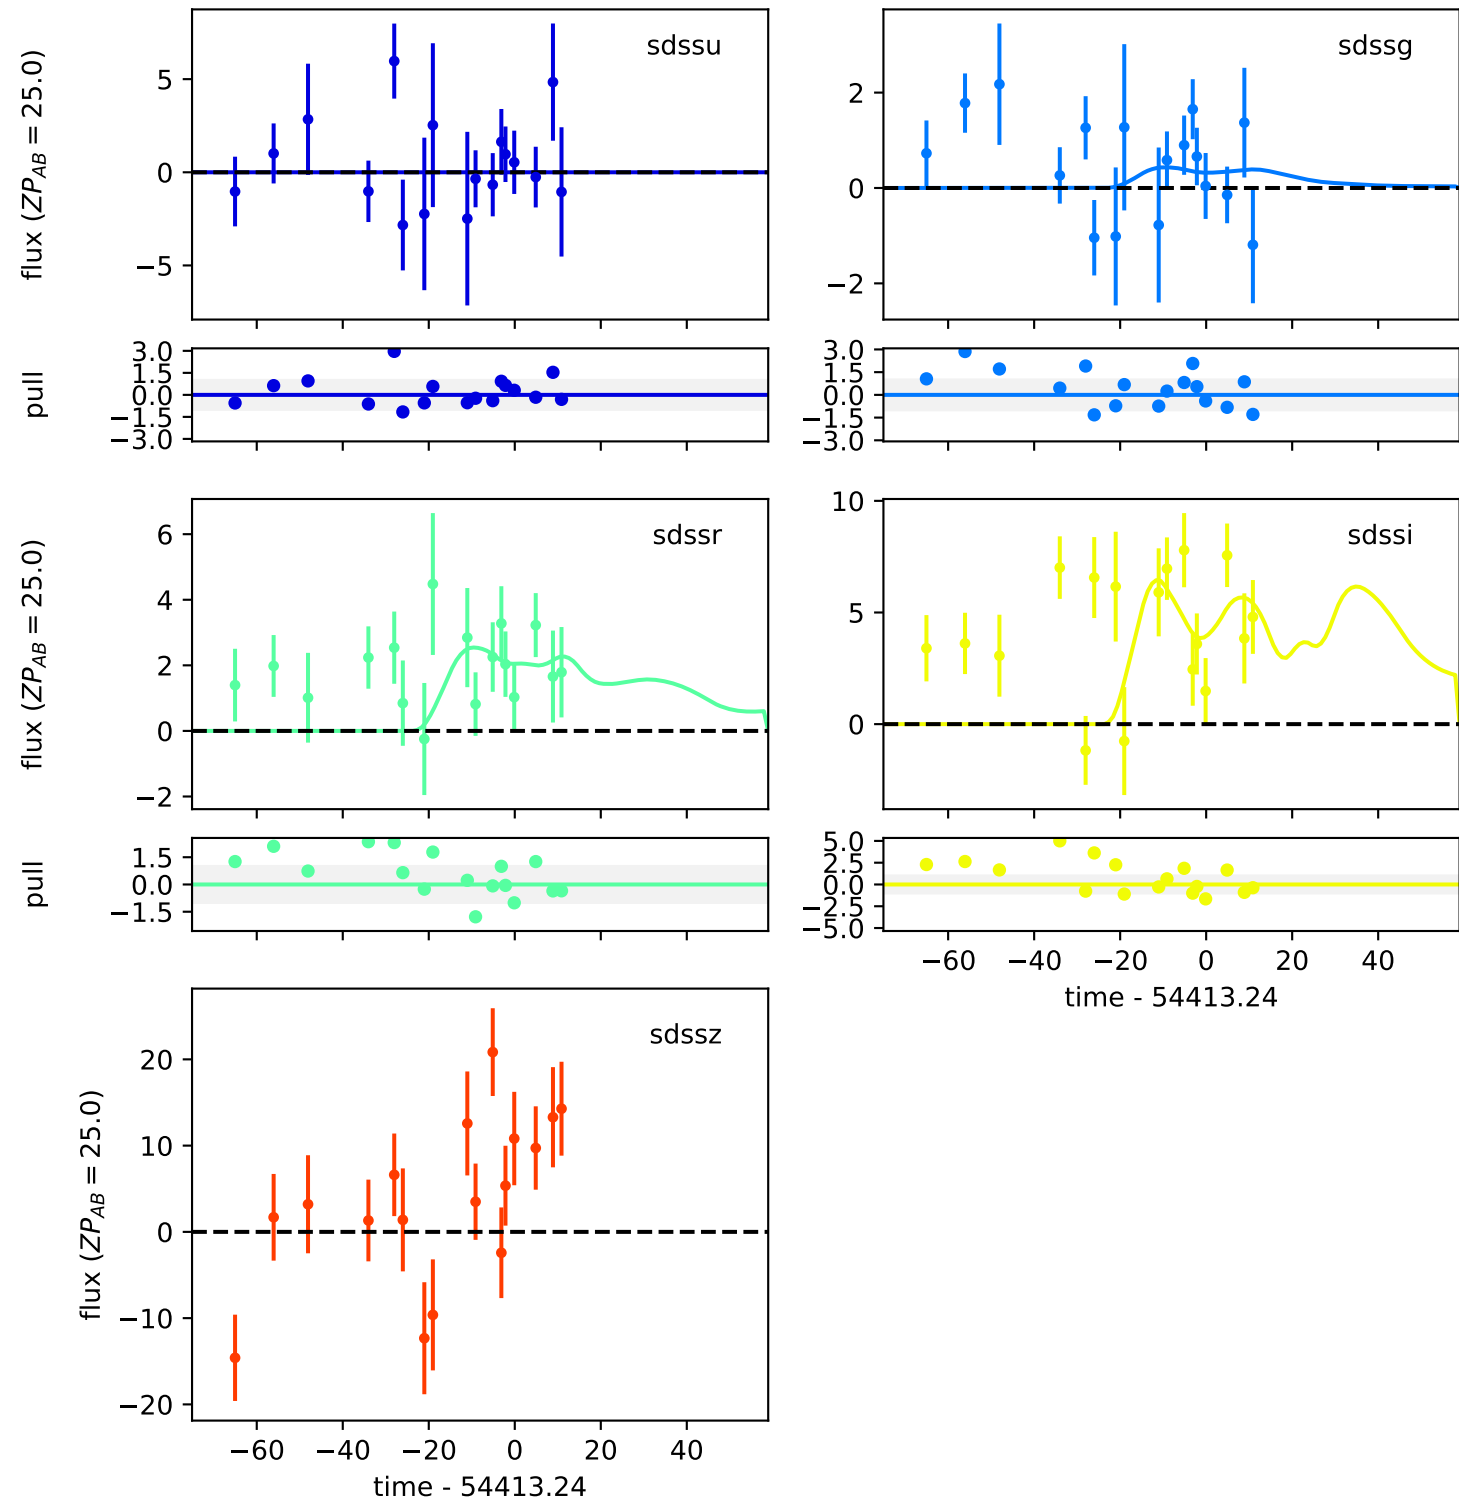 sdssu
flux (ZP_AB = 25.0)
5
0
−5
sdssg
2
0
−2
pull
3.0
1.5
0.0
−1.5
−3.0
3.0
1.5
0.0
−1.5
−3.0
sdssr
flux (ZP_AB = 25.0)
6
4
2
0
−2
sdssi
10
5
0
pull
1.5
0.0
−1.5
5.0
2.5
0.0
−2.5
−5.0
−60 −40 −20 0 20 40
time - 54413.24
sdssz
flux (ZP_AB = 25.0)
20
10
0
−10
−20
−60 −40 −20 0 20 40
time - 54413.24